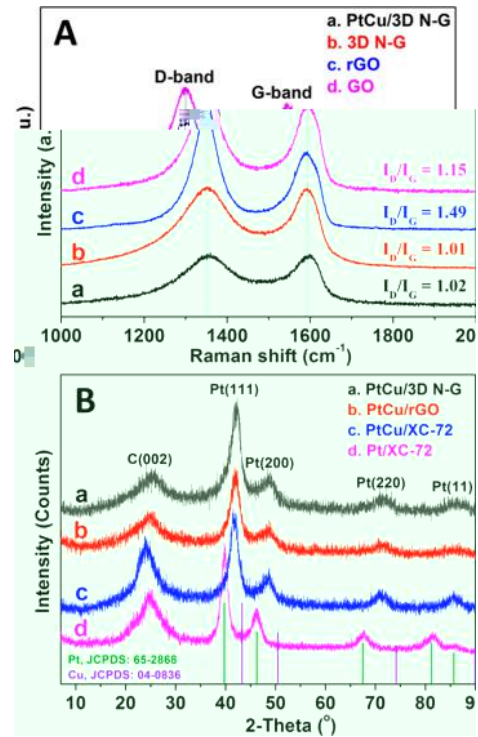 A
a. PtCu/3D N-G
b. 3D N-G
c. rGO
d. GO
D-band
G-band
u.)
Intensity (a.
d
I_D/I_G = 1.15
c
I_D/I_G = 1.49
b
I_D/I_G = 1.01
a
I_D/I_G = 1.02
1000 1200 1400 1600 1800 20
Raman shift (cm⁻¹)
0
B
Pt(111)
a. PtCu/3D N-G
b. PtCu/rGO
c. PtCu/XC-72
d. Pt/XC-72
C(002)
Pt(200)
Pt(220)
Pt(11)
a
b
c
d
Intensity (Counts)
Pt, JCPDS: 65-2868
Cu, JCPDS: 04-0836
10 20 30 40 50 60 70 80 90
2-Theta (°)